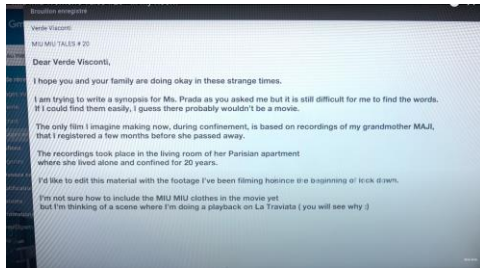 Brouillon enregistré
Verde Visconti
MIU MIU TALES # 20
Dear Verde Visconti,
I hope you and your family are doing okay in these strange times.
I am trying to write a synopsis for Ms. Prada as you asked me but it is still difficult for me to find the words.
If I could find them easily, I guess there probably wouldn't be a movie.
The only film I imagine making now, during confinement, is based on recordings of my grandmother MAJI,
that I registered a few months before she passed away.
The recordings took place in the living room of her Parisian apartment
where she lived alone and confined for 20 years.
I'd like to edit this material with the footage I've been filming
I'm not sure how to include the MIU MIU clothes in the movie yet
but I'm thinking of a scene where I'm doing a playback on La Traviata ( you will see why :)